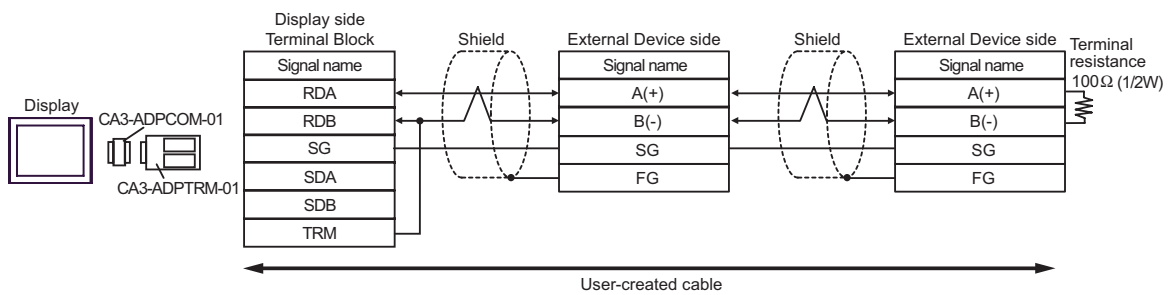 Display
CA3-ADPCOM-01
CA3-ADPTRM-01
Display side
Terminal Block
Signal name
RDA
RDB
SG
SDA
SDB
TRM
Shield
External Device side
Signal name
A(+)
B(-)
SG
FG
Shield
External Device side
Signal name
A(+)
B(-)
SG
FG
Terminal
resistance
100Ω (1/2W)
User-created cable